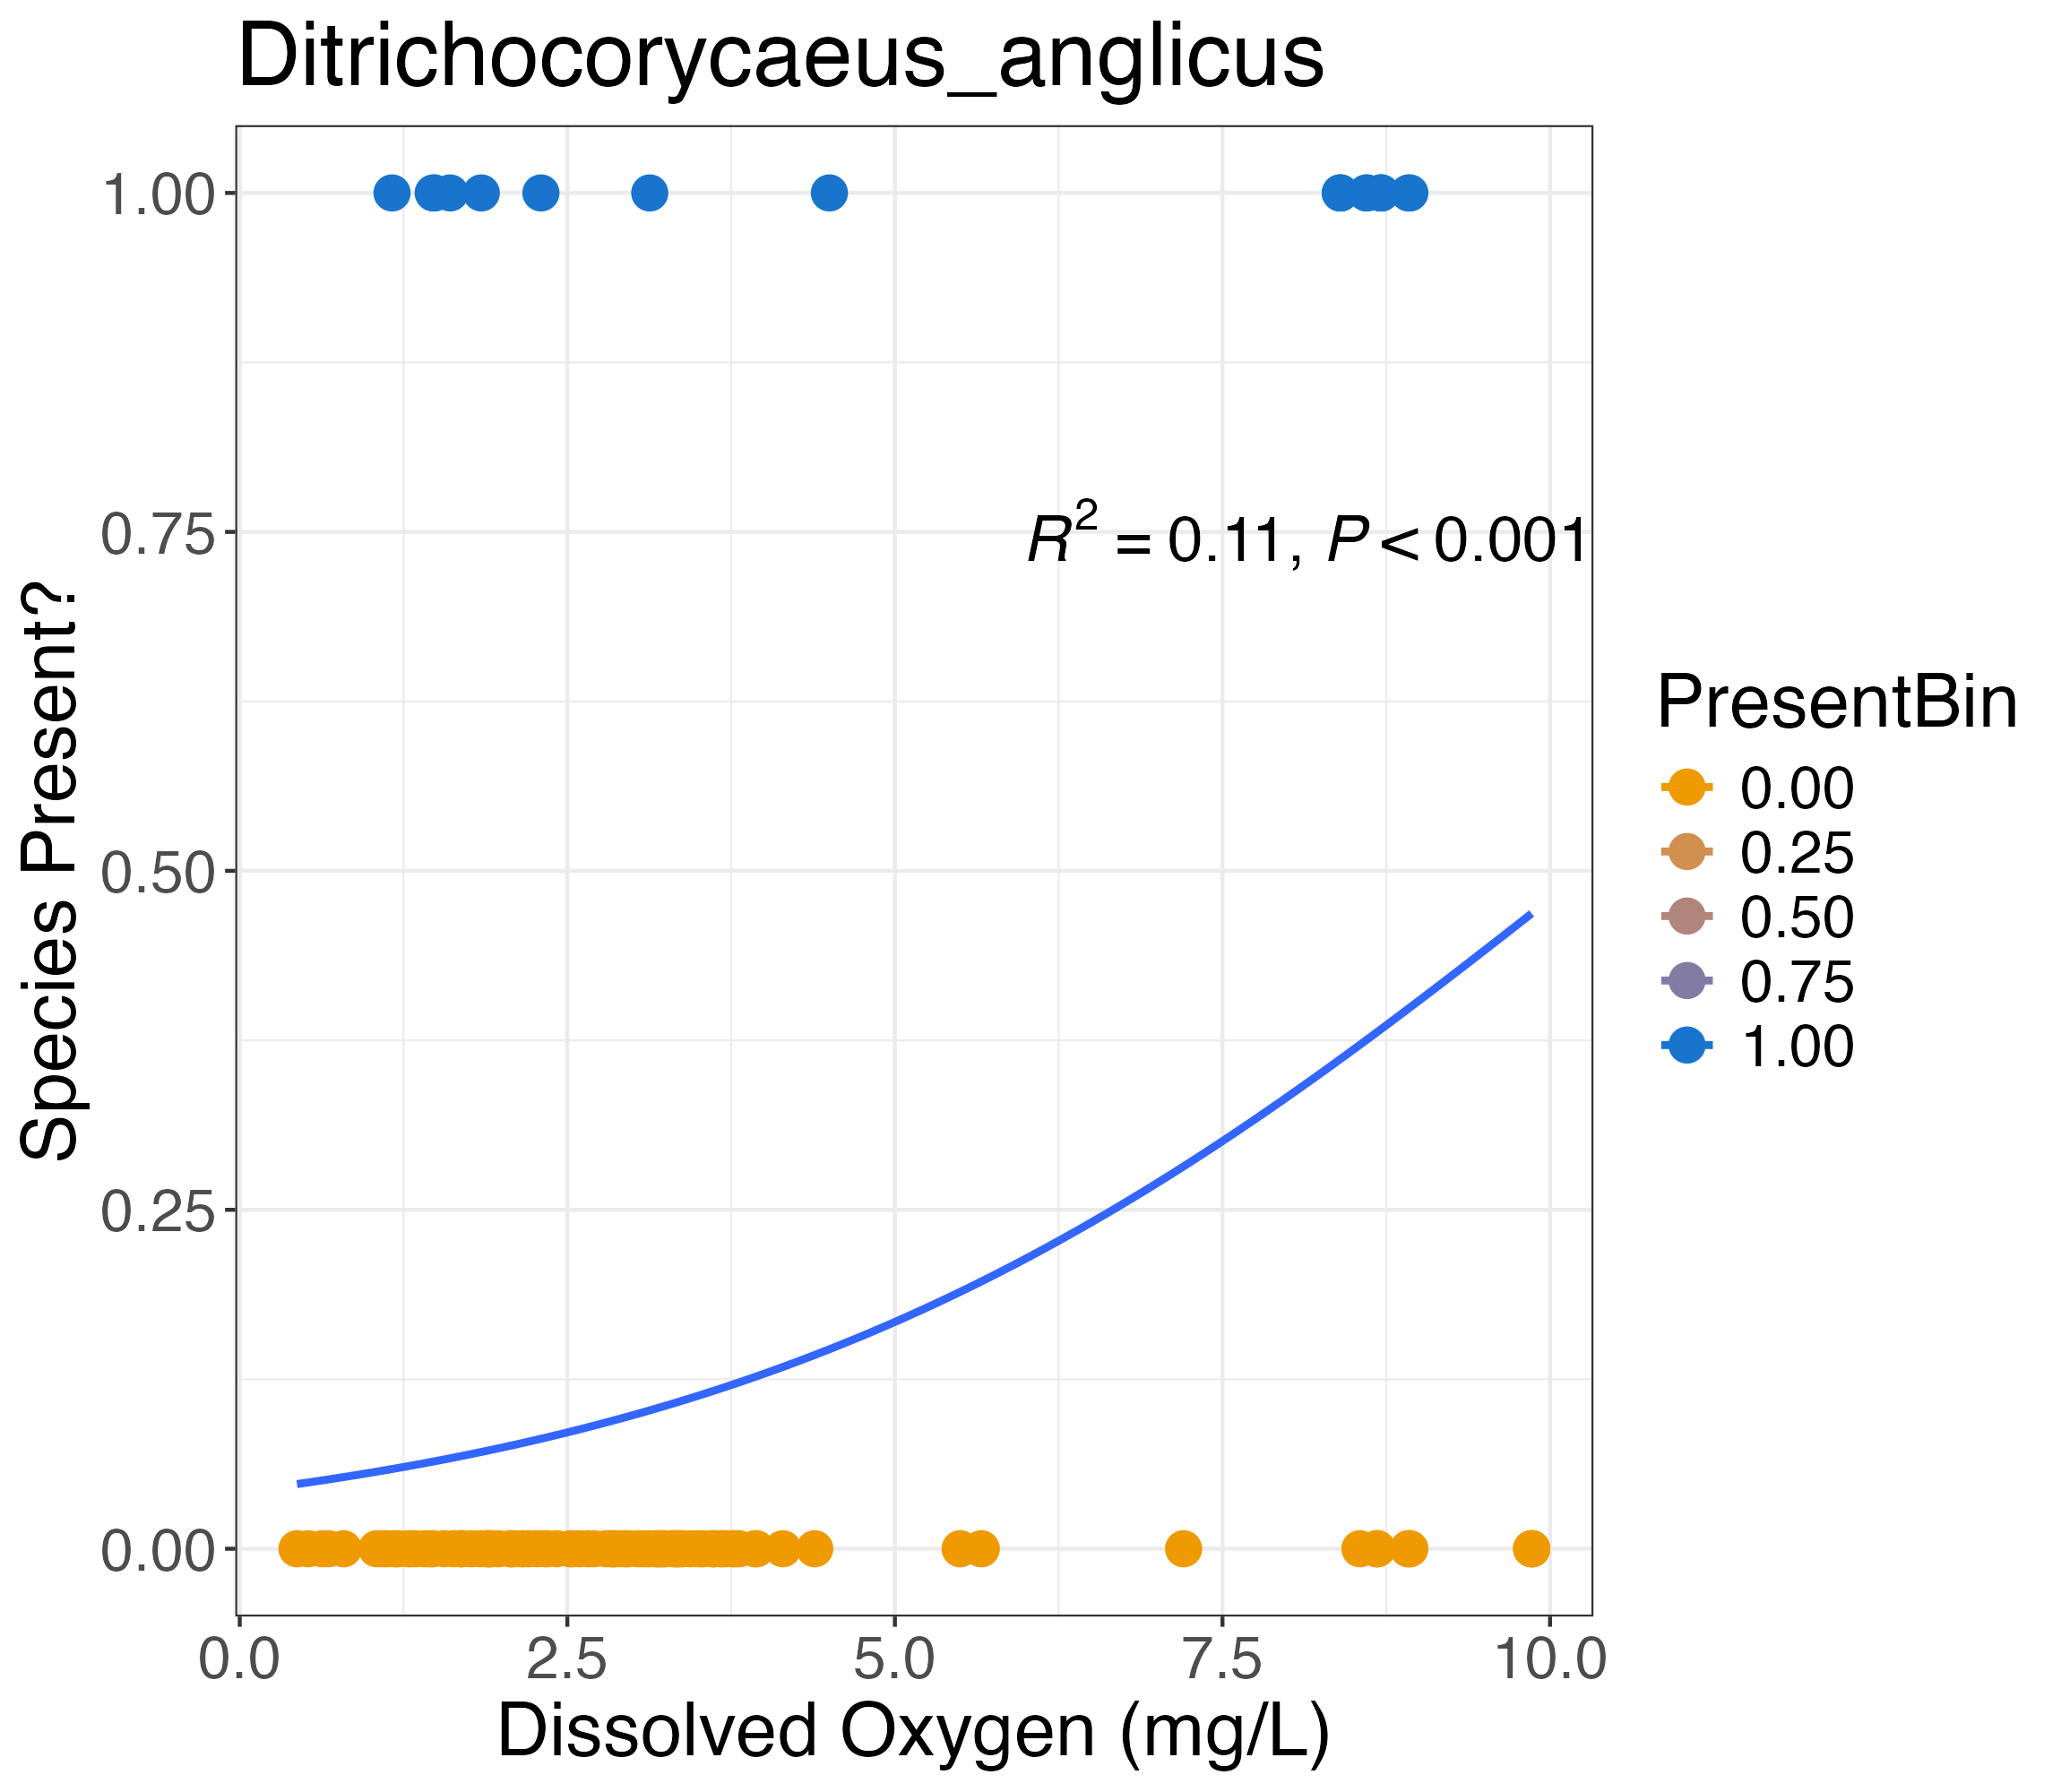 Ditrichocorycaeus_anglicus
1.00
0.75
0.50
0.25
0.00
Species Present?
R² = 0.11, P < 0.001
0.0 2.5 5.0 7.5 10.0
Dissolved Oxygen (mg/L)
PresentBin
0.00
0.25
0.50
0.75
1.00